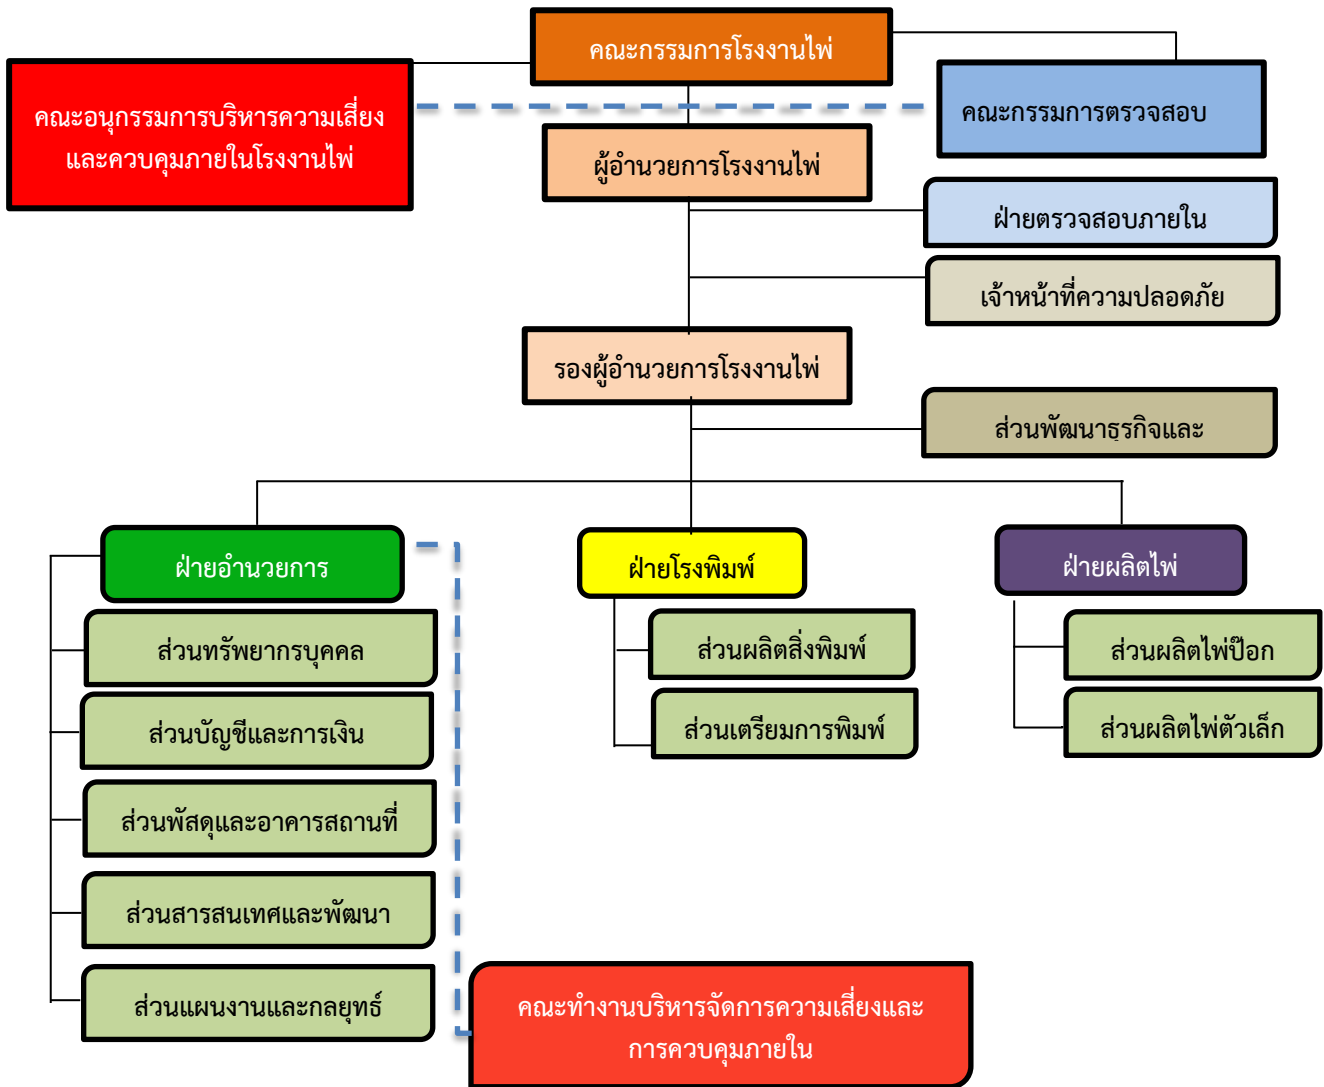 คณะกรรมการโรงงานไพ่
คณะอนุกรรมการบริหารความเสี่ยง
และควบคุมภายในโรงงานไพ่
คณะกรรมการตรวจสอบ
ผู้อำนวยการโรงงานไพ่
ฝ่ายตรวจสอบภายใน
เจ้าหน้าที่ความปลอดภัย
รองผู้อำนวยการโรงงานไพ่
ส่วนพัฒนาธุรกิจและ
ฝ่ายอำนวยการ
ส่วนทรัพยากรบุคคล
ส่วนบัญชีและการเงิน
ส่วนพัสดุและอาคารสถานที่
ส่วนสารสนเทศและพัฒนา
ส่วนแผนงานและกลยุทธ์
ฝ่ายโรงพิมพ์
ส่วนผลิตสิ่งพิมพ์
ส่วนเตรียมการพิมพ์
ฝ่ายผลิตไพ่
ส่วนผลิตไพ่ป๊อก
ส่วนผลิตไพ่ตัวเล็ก
คณะทำงานบริหารจัดการความเสี่ยงและ
การควบคุมภายใน